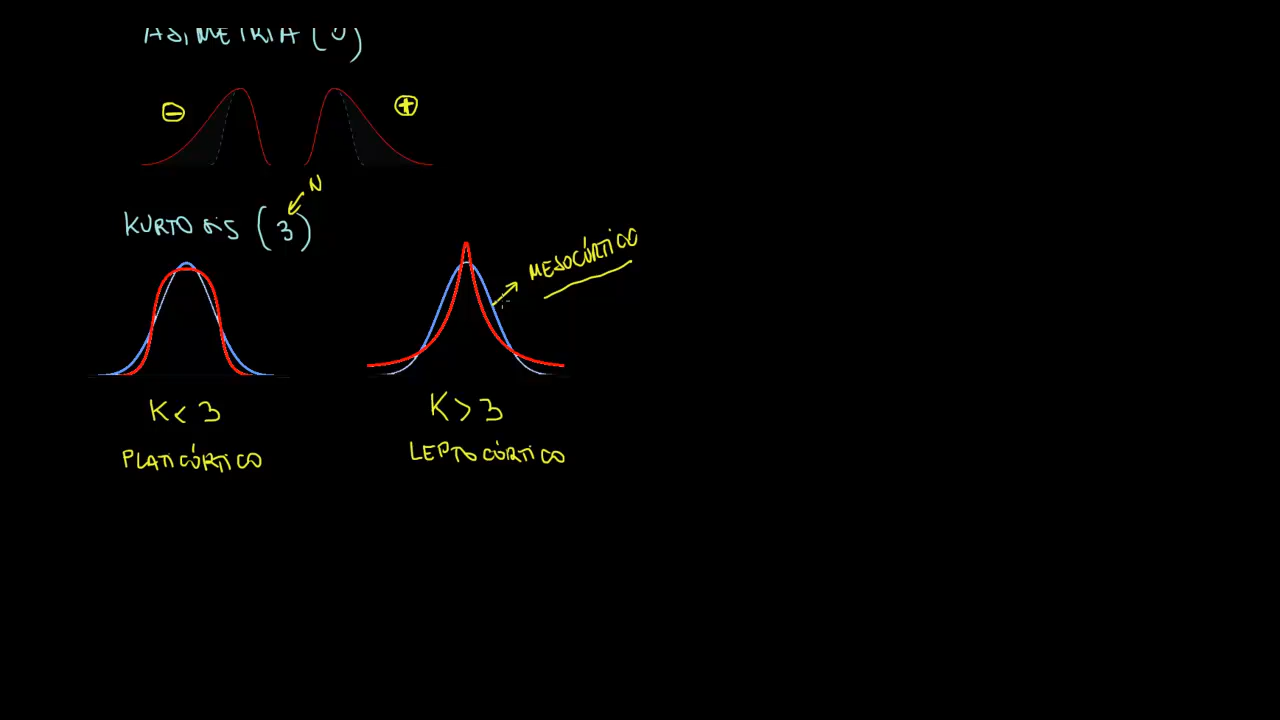 ASIMETRIA (0)
- +
N
KURTOSIS (3)
MESOCÚRTICO
K < 3
K > 3
PLATICÚRTICO
LEPTOCÚRTICO